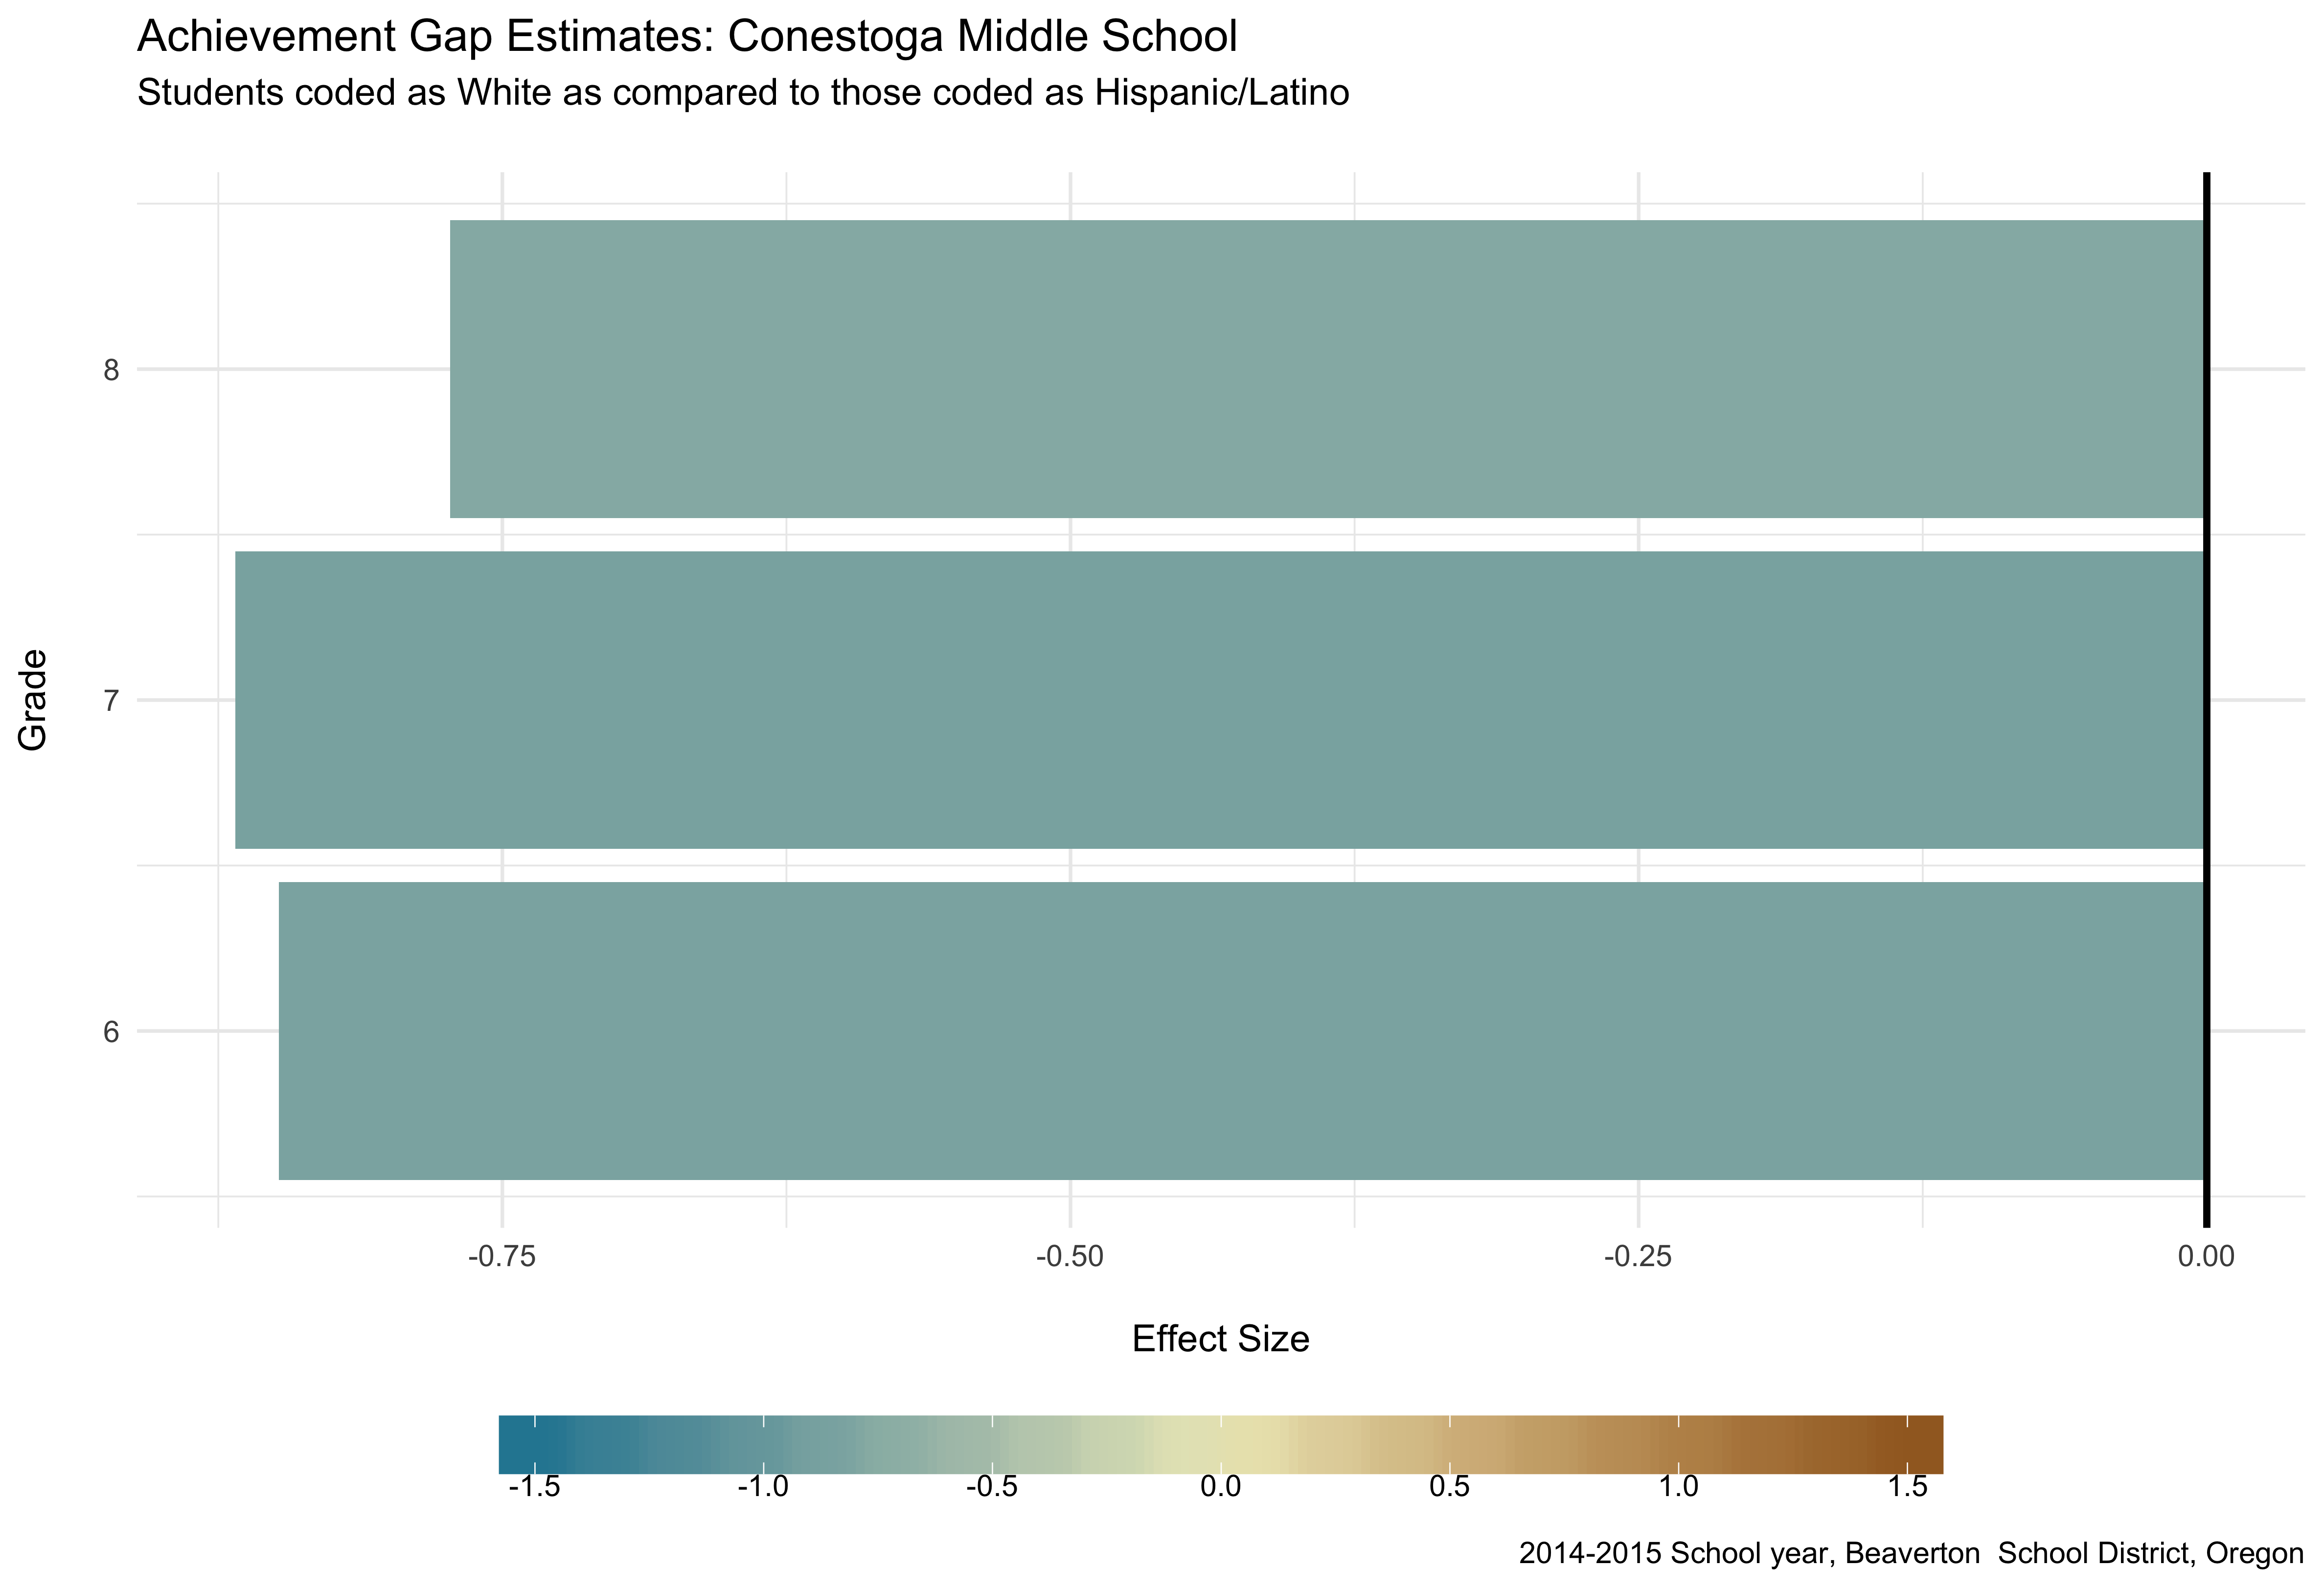 Achievement Gap Estimates: Conestoga Middle School
Students coded as White as compared to those coded as Hispanic/Latino
8
7
6
Grade
-0.75 -0.50 -0.25 0.00
Effect Size
-1.5 -1.0 -0.5 0.0 0.5 1.0 1.5
2014-2015 School year, Beaverton  School District, Oregon